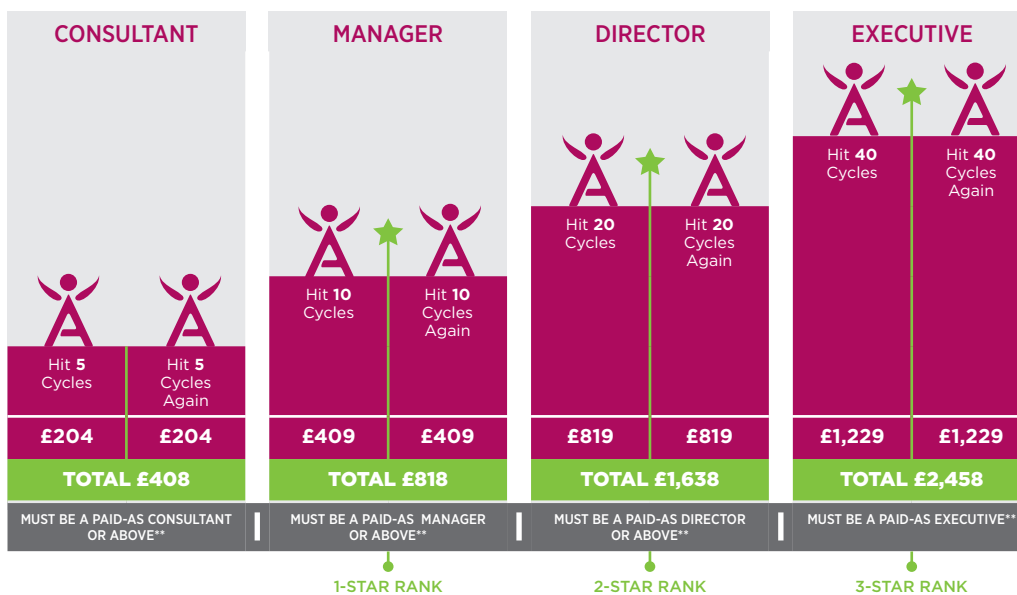 CONSULTANT
Hit 5
Cycles
Hit 5
Cycles
Again
£204
£204
TOTAL £408
MUST BE A PAID-AS CONSULTANT
OR ABOVE**
MANAGER
Hit 10
Cycles
Hit 10
Cycles
Again
£409
£409
TOTAL £818
MUST BE A PAID-AS MANAGER
OR ABOVE**
1-STAR RANK
DIRECTOR
Hit 20
Cycles
Hit 20
Cycles
Again
£819
£819
TOTAL £1,638
MUST BE A PAID-AS DIRECTOR
OR ABOVE**
2-STAR RANK
EXECUTIVE
Hit 40
Cycles
Hit 40
Cycles
Again
£1,229
£1,229
TOTAL £2,458
MUST BE A PAID-AS EXECUTIVE**
3-STAR RANK